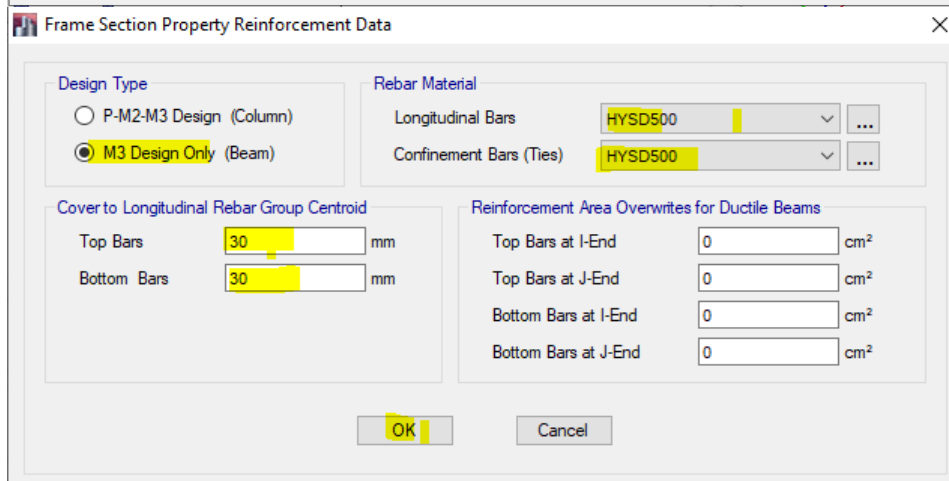 Frame Section Property Reinforcement Data
Design Type
P-M2-M3 Design (Column)
M3 Design Only (Beam)
Rebar Material
Longitudinal Bars HYSD500 ...
Confinement Bars (Ties) HYSD500 ...
Cover to Longitudinal Rebar Group Centroid
Top Bars 30 mm
Bottom Bars 30 mm
Reinforcement Area Overwrites for Ductile Beams
Top Bars at I-End 0 cm²
Top Bars at J-End 0 cm²
Bottom Bars at I-End 0 cm²
Bottom Bars at J-End 0 cm²
OK Cancel